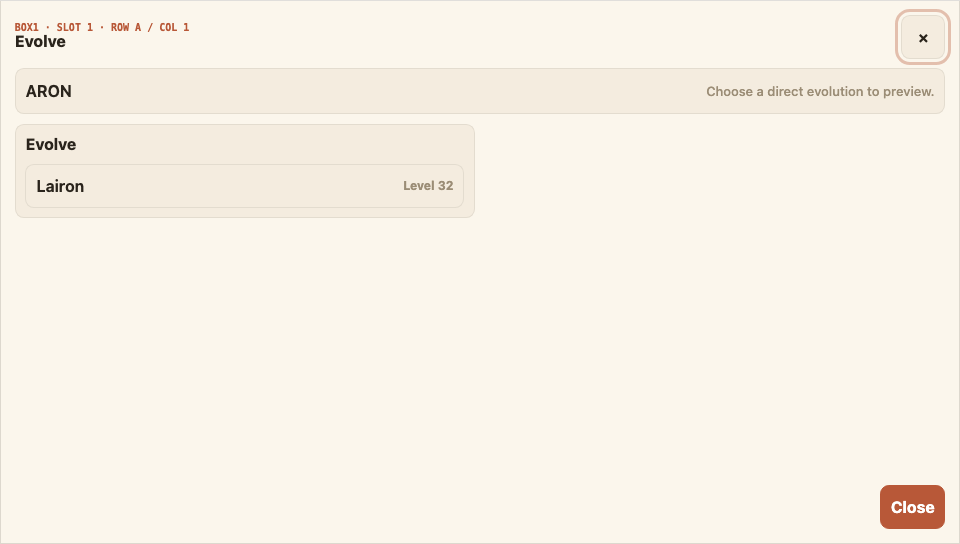 BOX1 · SLOT 1 · ROW A / COL 1
Evolve
×
ARON
Choose a direct evolution to preview.
Evolve
Lairon
Level 32
Close